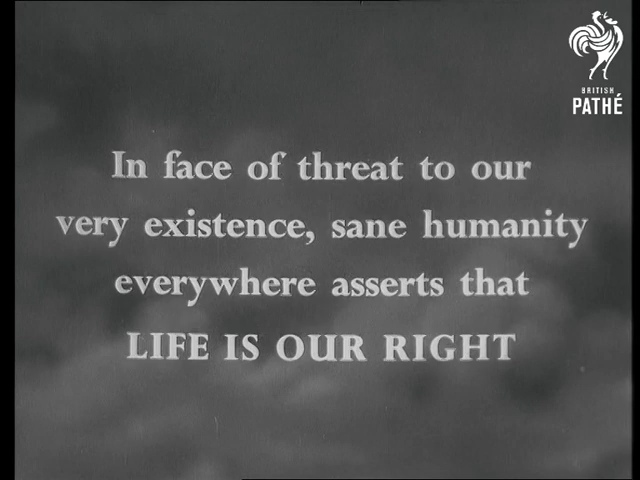 BRITISH
PATHÉ
In face of threat to our
very existence, sane humanity
everywhere asserts that
LIFE IS OUR RIGHT